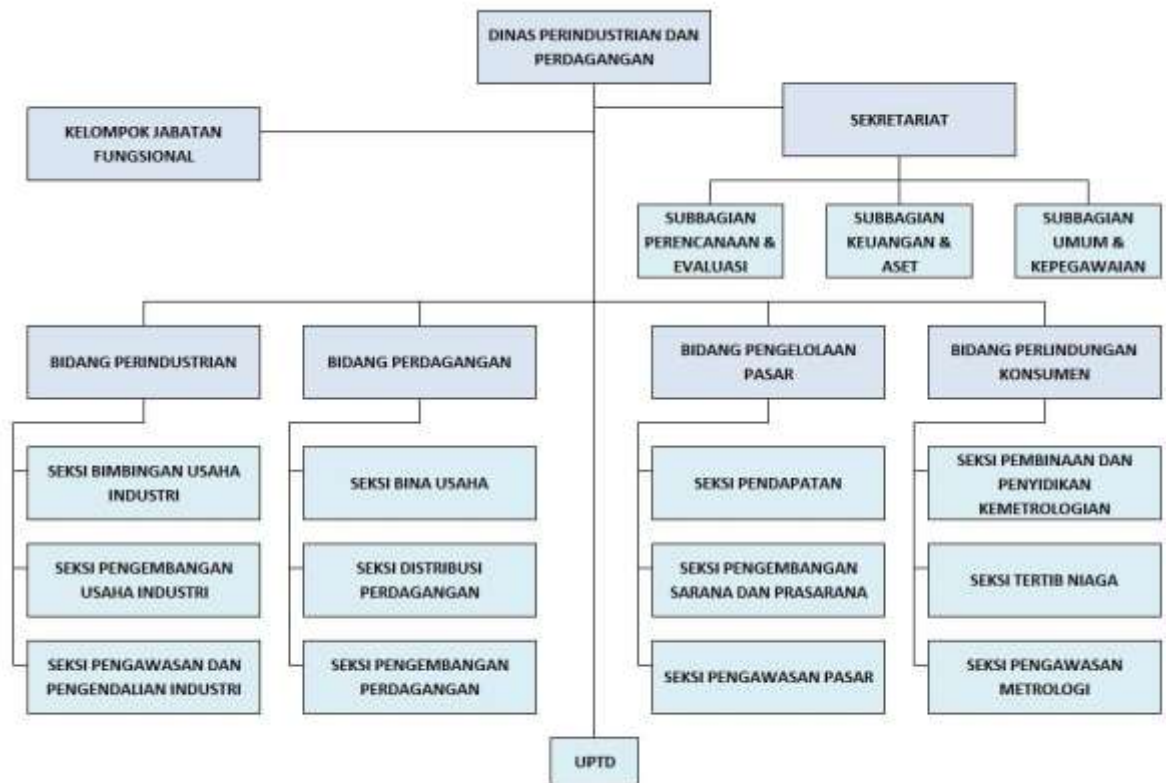 DINAS PERINDUSTRIAN DAN
PERDAGANGAN
SEKRETARIAT
KELOMPOK JABATAN
FUNGSIONAL
SUBBAGIAN
PERENCANAAN &
EVALUASI
SUBBAGIAN
KEUANGAN &
ASET
SUBBAGIAN
UMUM &
KEPEGAWAIAN
BIDANG PERINDUSTRIAN
BIDANG PERDAGANGAN
BIDANG PENGELOLAAN
PASAR
BIDANG PERLINDUNGAN
KONSUMEN
SEKSI BIMBINGAN USAHA
INDUSTRI
SEKSI BINA USAHA
SEKSI PENDAPATAN
SEKSI PEMBINAAN DAN
PENYIDIKAN
KEMETROLOGIAN
SEKSI PENGEMBANGAN
USAHA INDUSTRI
SEKSI DISTRIBUSI
PERDAGANGAN
SEKSI PENGEMBANGAN
SARANA DAN PRASARANA
SEKSI TERTIB NIAGA
SEKSI PENGAWASAN DAN
PENGENDALIAN INDUSTRI
SEKSI PENGEMBANGAN
PERDAGANGAN
SEKSI PENGAWASAN PASAR
SEKSI PENGAWASAN
METROLOGI
UPTD